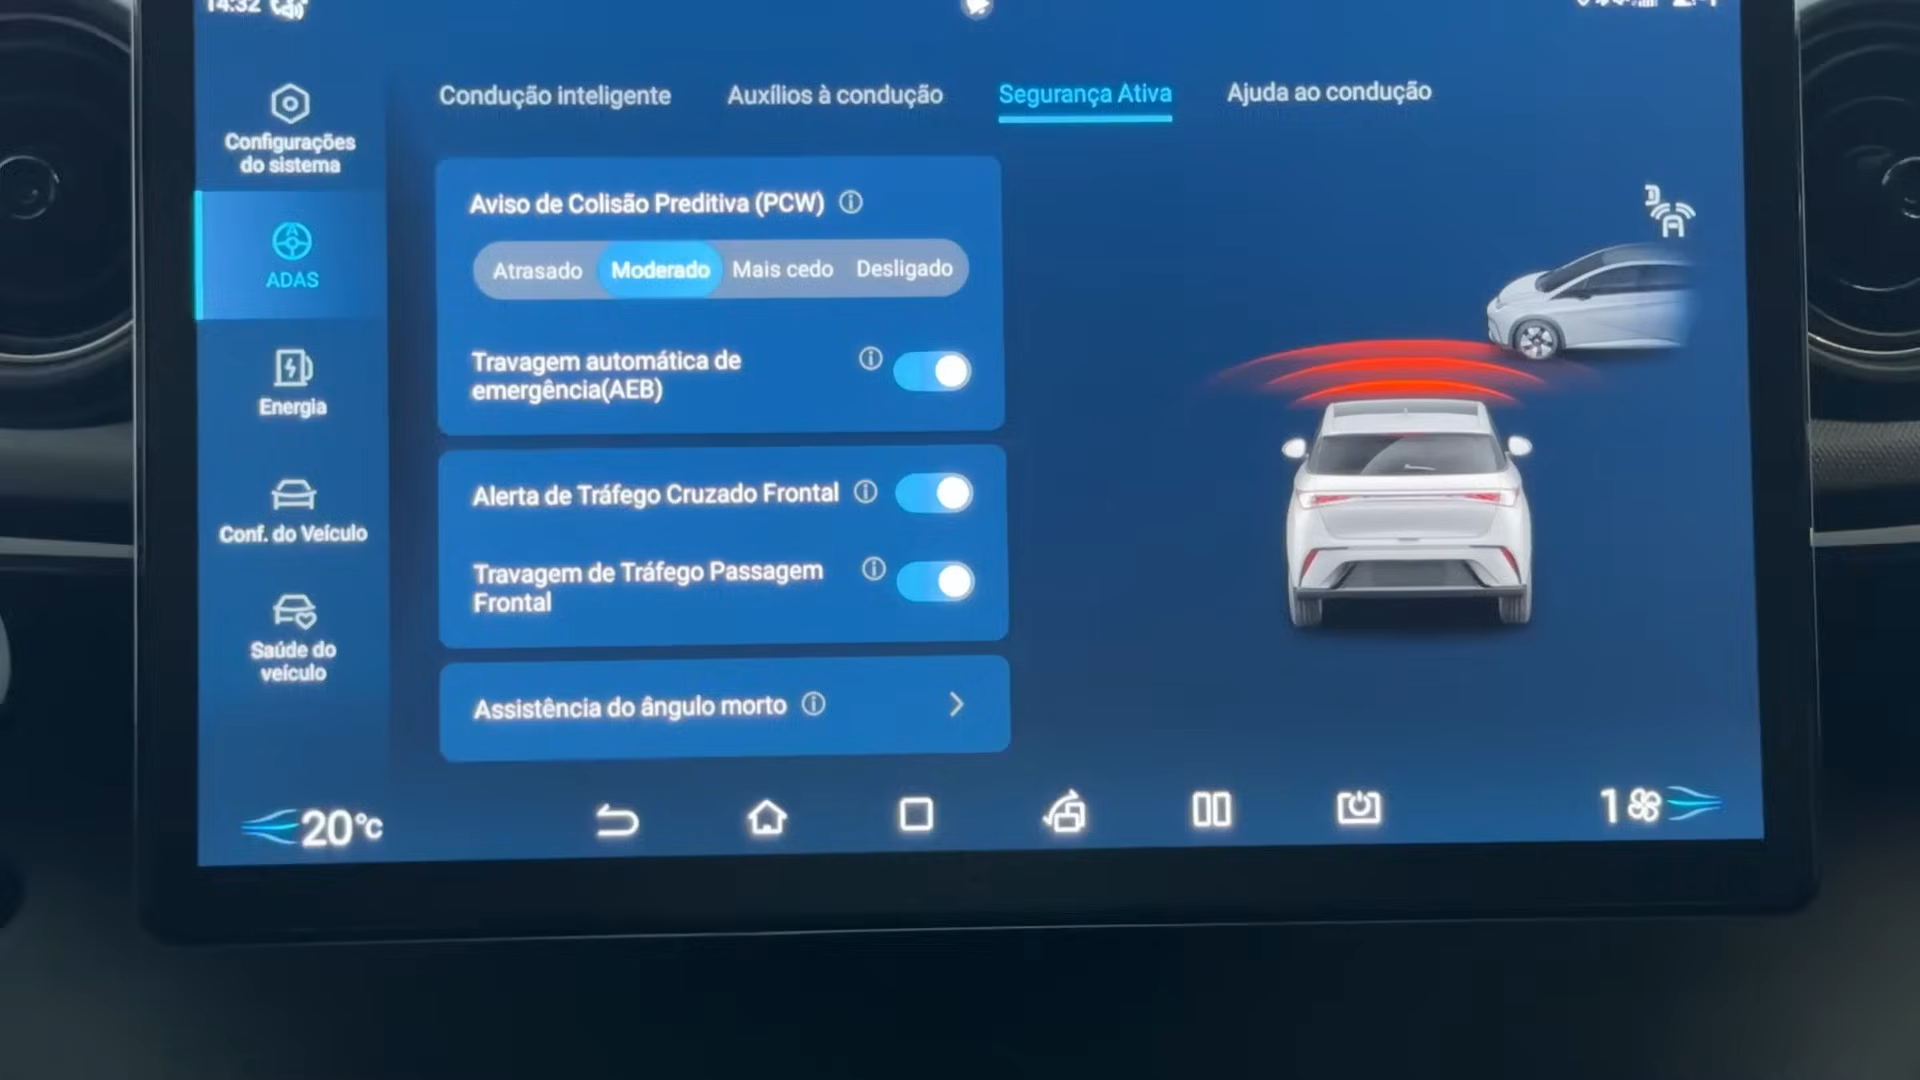 14:32
Condução inteligente
Auxílios à condução
Segurança Ativa
Ajuda ao condução
Configurações
do sistema
ADAS
Energia
Conf. do Veículo
Saúde do
veículo
Aviso de Colisão Preditiva (PCW)
Atrasado
Moderado
Mais cedo
Desligado
Travagem automática de
emergência(AEB)
Alerta de Tráfego Cruzado Frontal
Travagem de Tráfego Passagem
Frontal
Assistência do ângulo morto
20°C
1